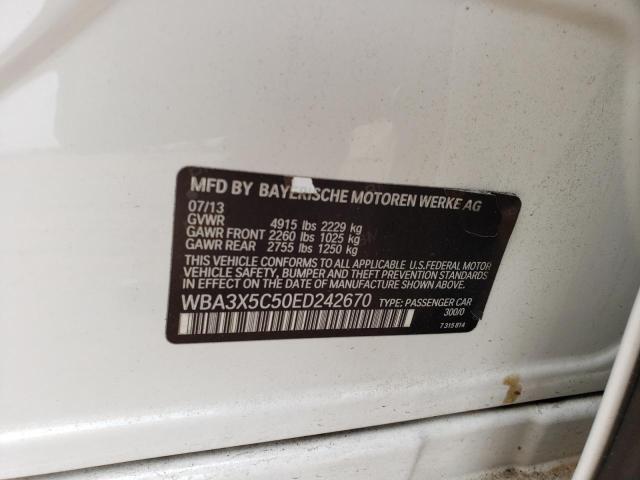 MFD BY BAYERISCHE MOTOREN WERKE AG
07/13
GVWR 4915 lbs 2229 kg
GAWR FRONT 2260 lbs 1025 kg
GAWR REAR 2755 lbs 1250 kg
THIS VEHICLE CONFORMS TO ALL APPLICABLE U.S.FEDERAL MOTOR
VEHICLE SAFETY, BUMPER AND THEFT PREVENTION STANDARDS
IN EFFECT ON THE DATE OF MANUFACTURE SHOWN ABOVE.
WBA3X5C50ED242670 TYPE: PASSENGER CAR
300/0
7 315 814